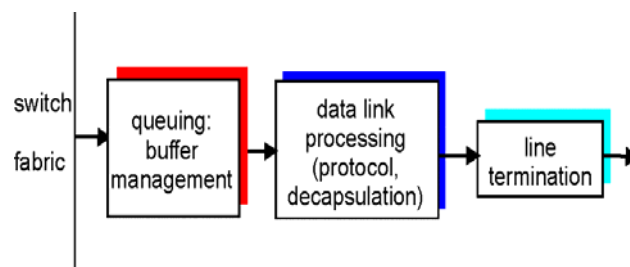 switch
fabric
queuing:
buffer
management
data link
processing
(protocol,
decapsulation)
line
termination